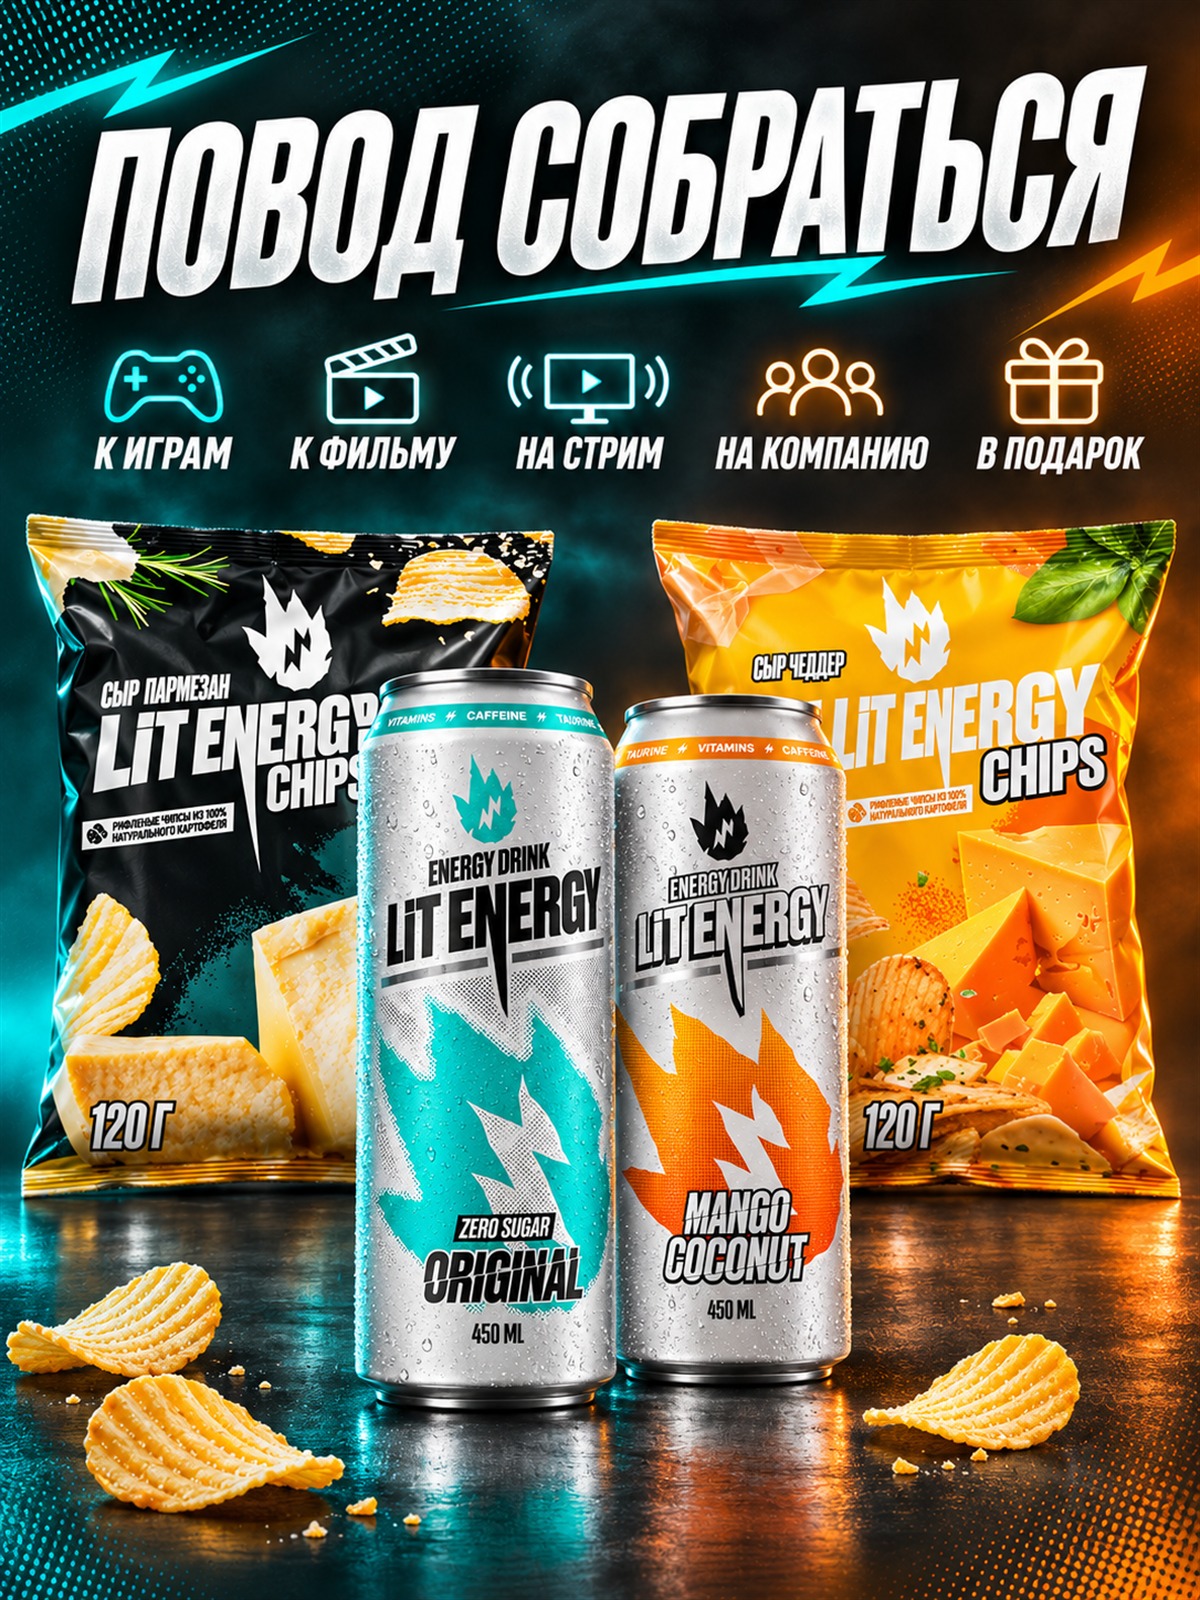 ПОВОД СОБРАТЬСЯ
К ИГРАМ
К ФИЛЬМУ
НА СТРИМ
НА КОМПАНИЮ
В ПОДАРОК
СЫР ПАРМЕЗАН
LIT ENERGY
CHIPS
РИФЛЕНЫЕ ЧИПСЫ ИЗ 100%
НАТУРАЛЬНОГО КАРТОФЕЛЯ
120 Г
VITAMINS CAFFEINE TAURINE
ENERGY DRINK
LIT ENERGY
ZERO SUGAR
ORIGINAL
450 ML
TAURINE VITAMINS CAFFEINE
ENERGY DRINK
LIT ENERGY
MANGO
COCONUT
450 ML
СЫР ЧЕДДЕР
LIT ENERGY
CHIPS
РИФЛЕНЫЕ ЧИПСЫ ИЗ 100%
НАТУРАЛЬНОГО КАРТОФЕЛЯ
120 Г